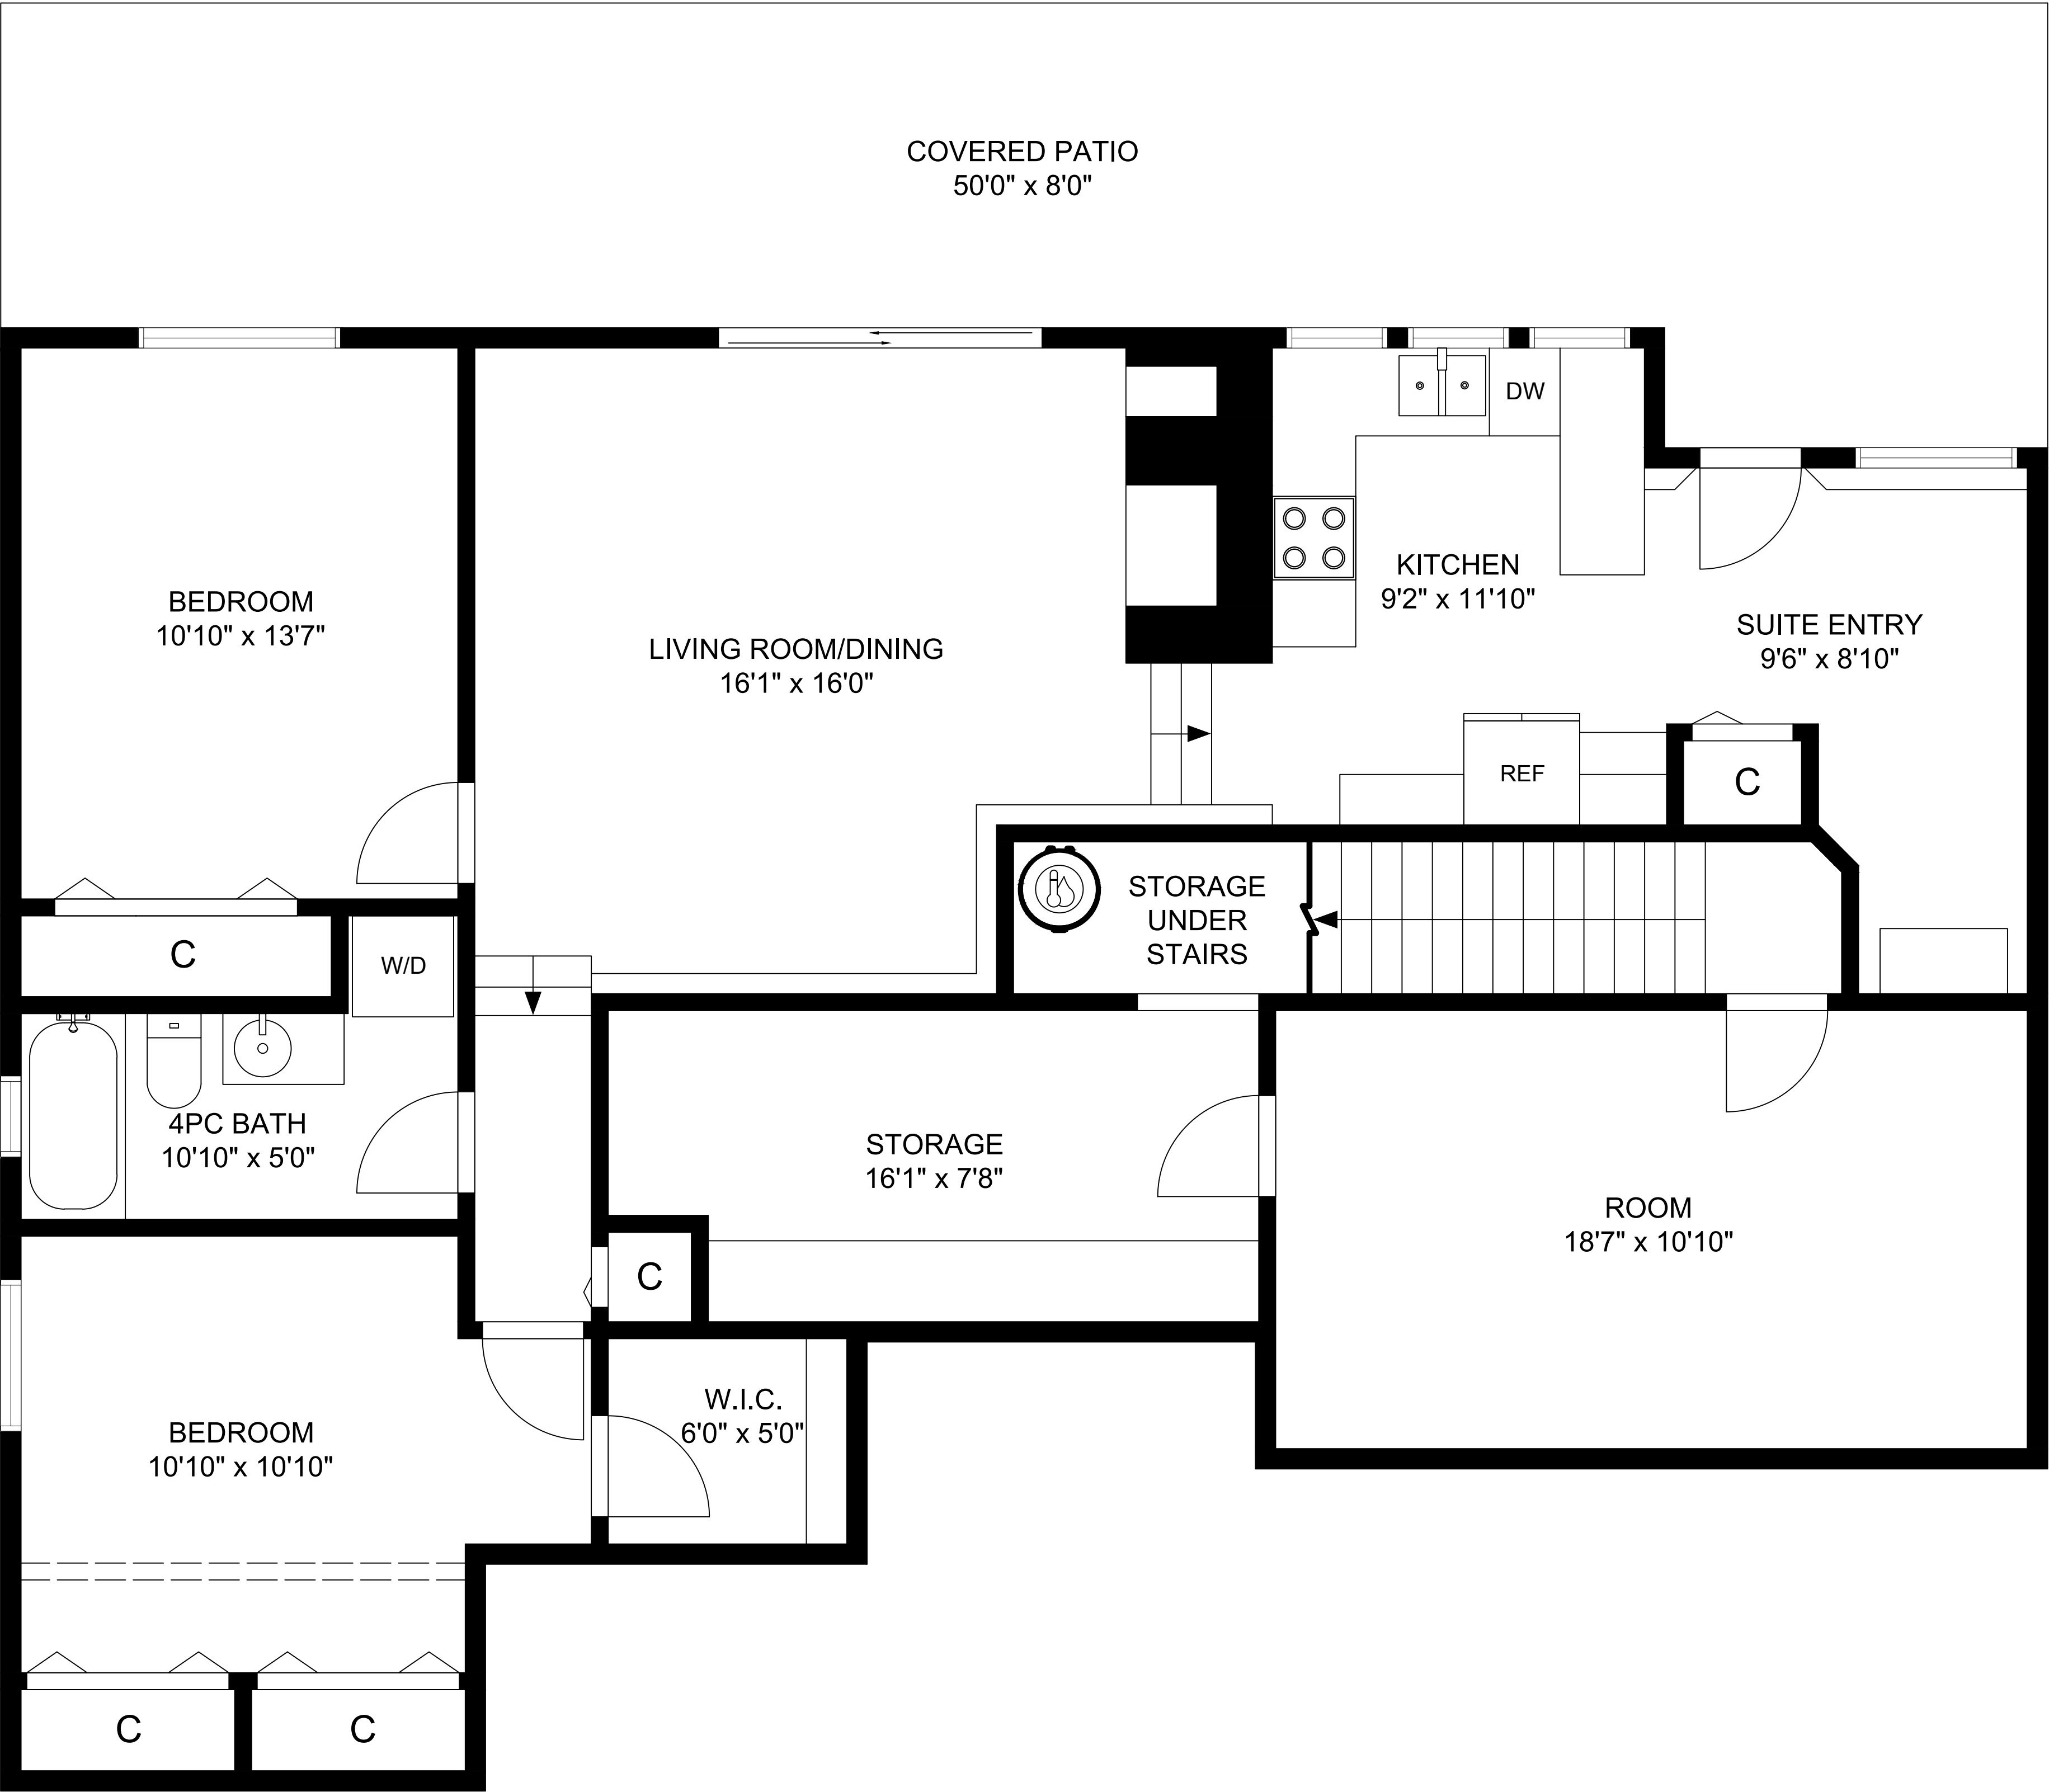 COVERED PATIO
50'0" x 8'0"
DW
KITCHEN
9'2" x 11'10"
BEDROOM
10'10" x 13'7"
LIVING ROOM/DINING
16'1" x 16'0"
SUITE ENTRY
9'6" x 8'10"
REF
C
STORAGE
UNDER
STAIRS
C
W/D
4PC BATH
10'10" x 5'0"
STORAGE
16'1" x 7'8"
ROOM
18'7" x 10'10"
C
W.I.C.
6'0" x 5'0"
BEDROOM
10'10" x 10'10"
C
C